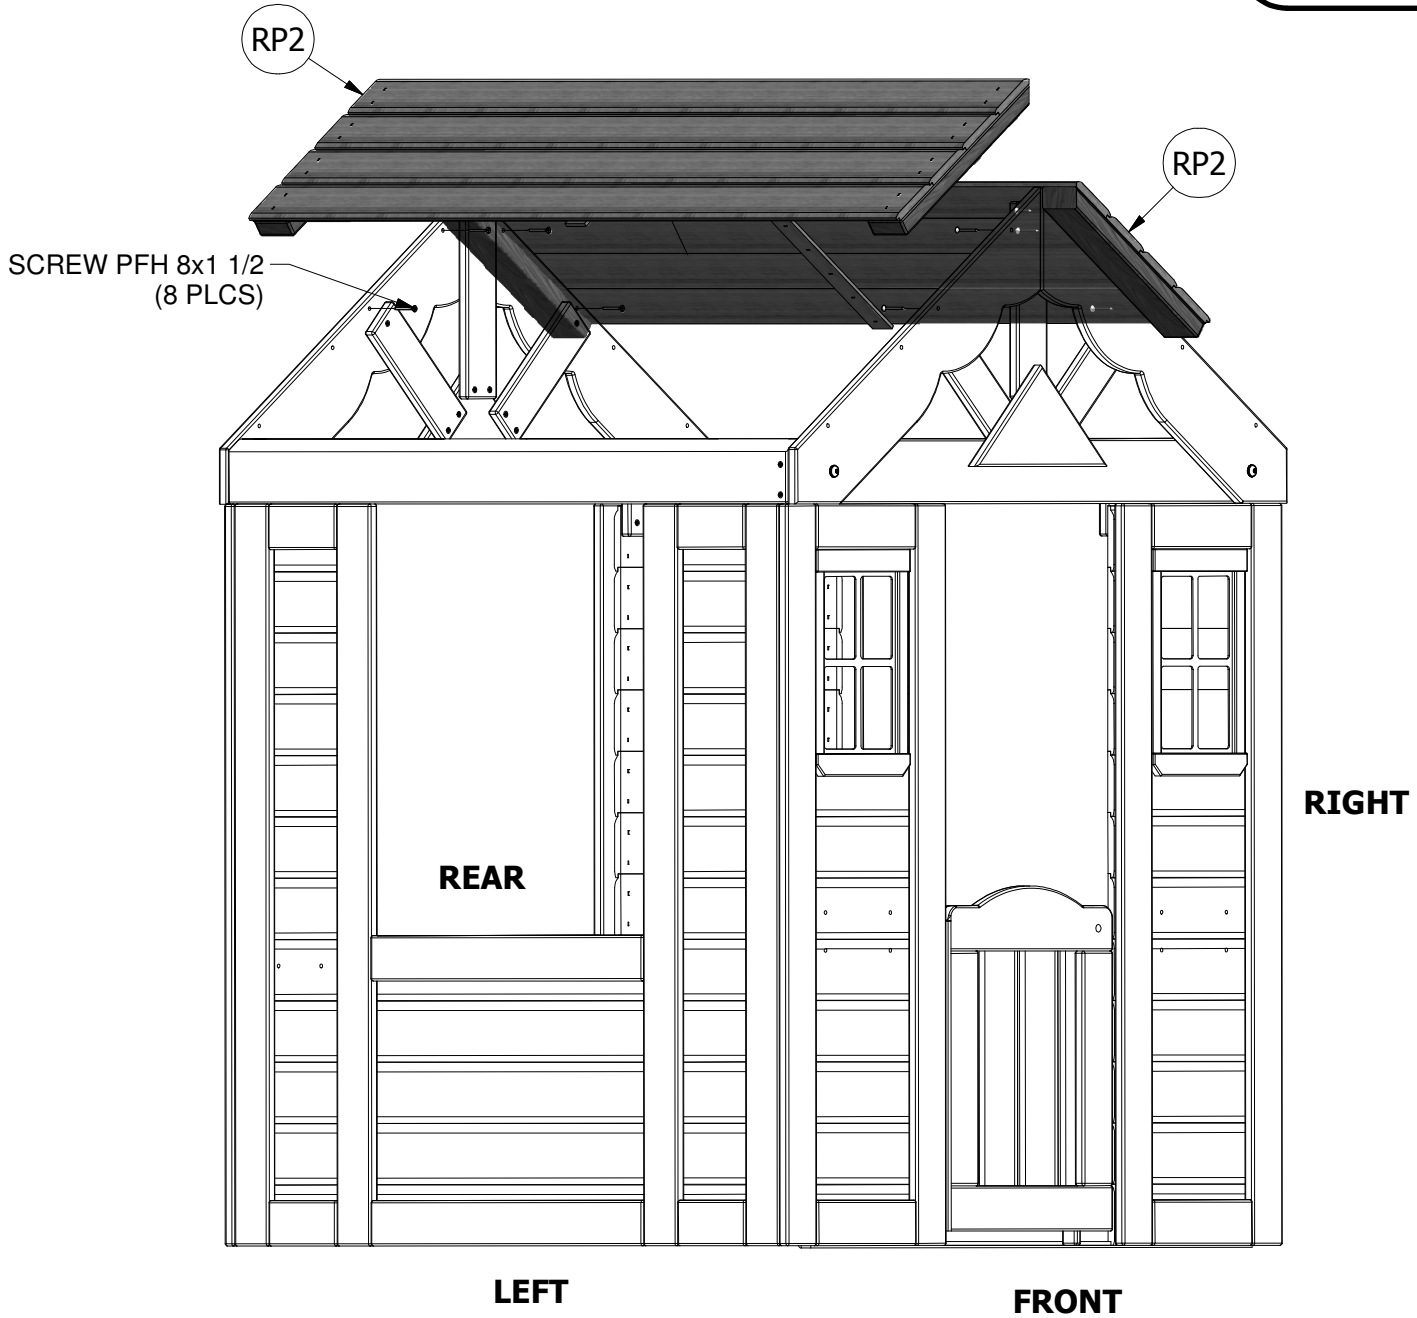 RP2
RP2
SCREW PFH 8x1 1/2
(8 PLCS)
RIGHT
REAR
LEFT
FRONT